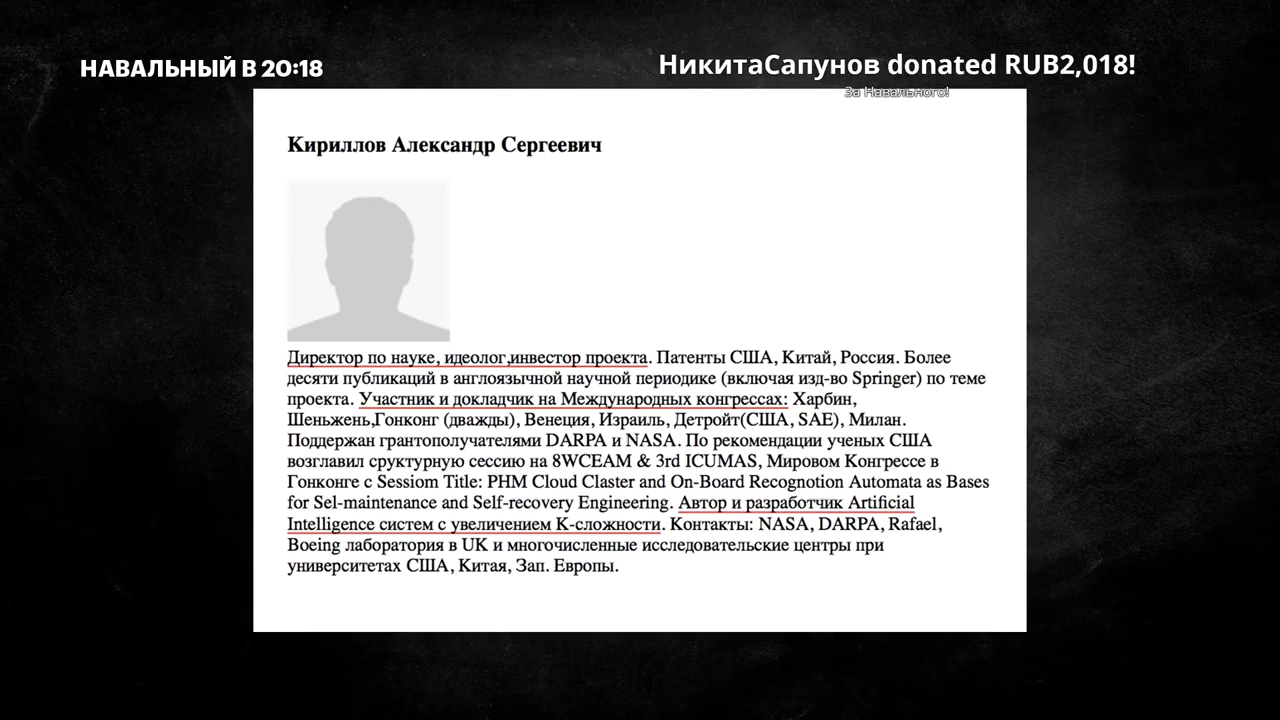 НАВАЛЬНЫЙ В 20:18
НикитаСапунов donated RUB2,018!
За Навального!
Кириллов Александр Сергеевич
Директор по науке, идеолог,инвестор проекта. Патенты США, Китай, Россия. Более
десяти публикаций в англоязычной научной периодике (включая изд-во Springer) по теме
проекта. Участник и докладчик на Международных конгрессах: Харбин,
Шеньжень,Гонконг (дважды), Венеция, Израиль, Детройт(США, SAE), Милан.
Поддержан грантополучателями DARPA и NASA. По рекомендации ученых США
возглавил сруктурную сессию на 8WCEAM & 3rd ICUMAS, Мировом Конгрессе в
Гонконге с Sessiom Title: PHM Cloud Claster and On-Board Recognotion Automata as Bases
for Sel-maintenance and Self-recovery Engineering. Автор и разработчик Artificial
Intelligence систем с увеличением К-сложности. Контакты: NASA, DARPA, Rafael,
Boeing лаборатория в UK и многочисленные исследовательские центры при
университетах США, Китая, Зап. Европы.